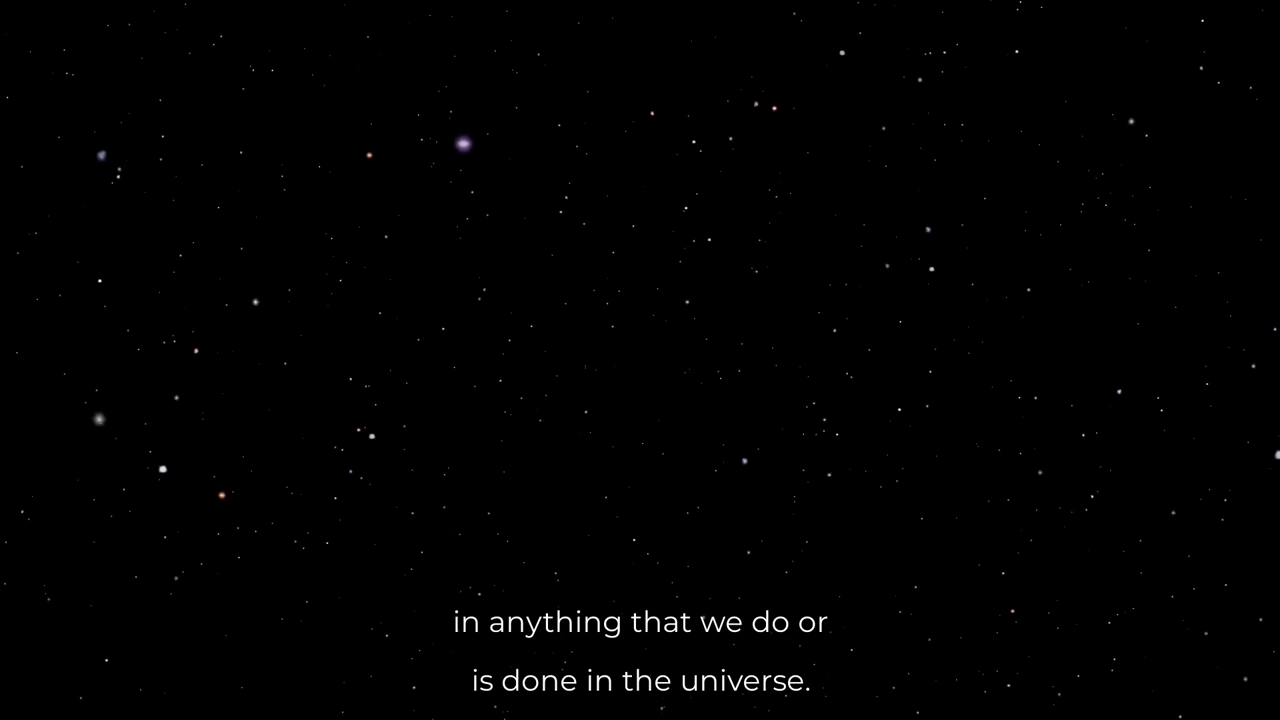 in anything that we do or
is done in the universe.